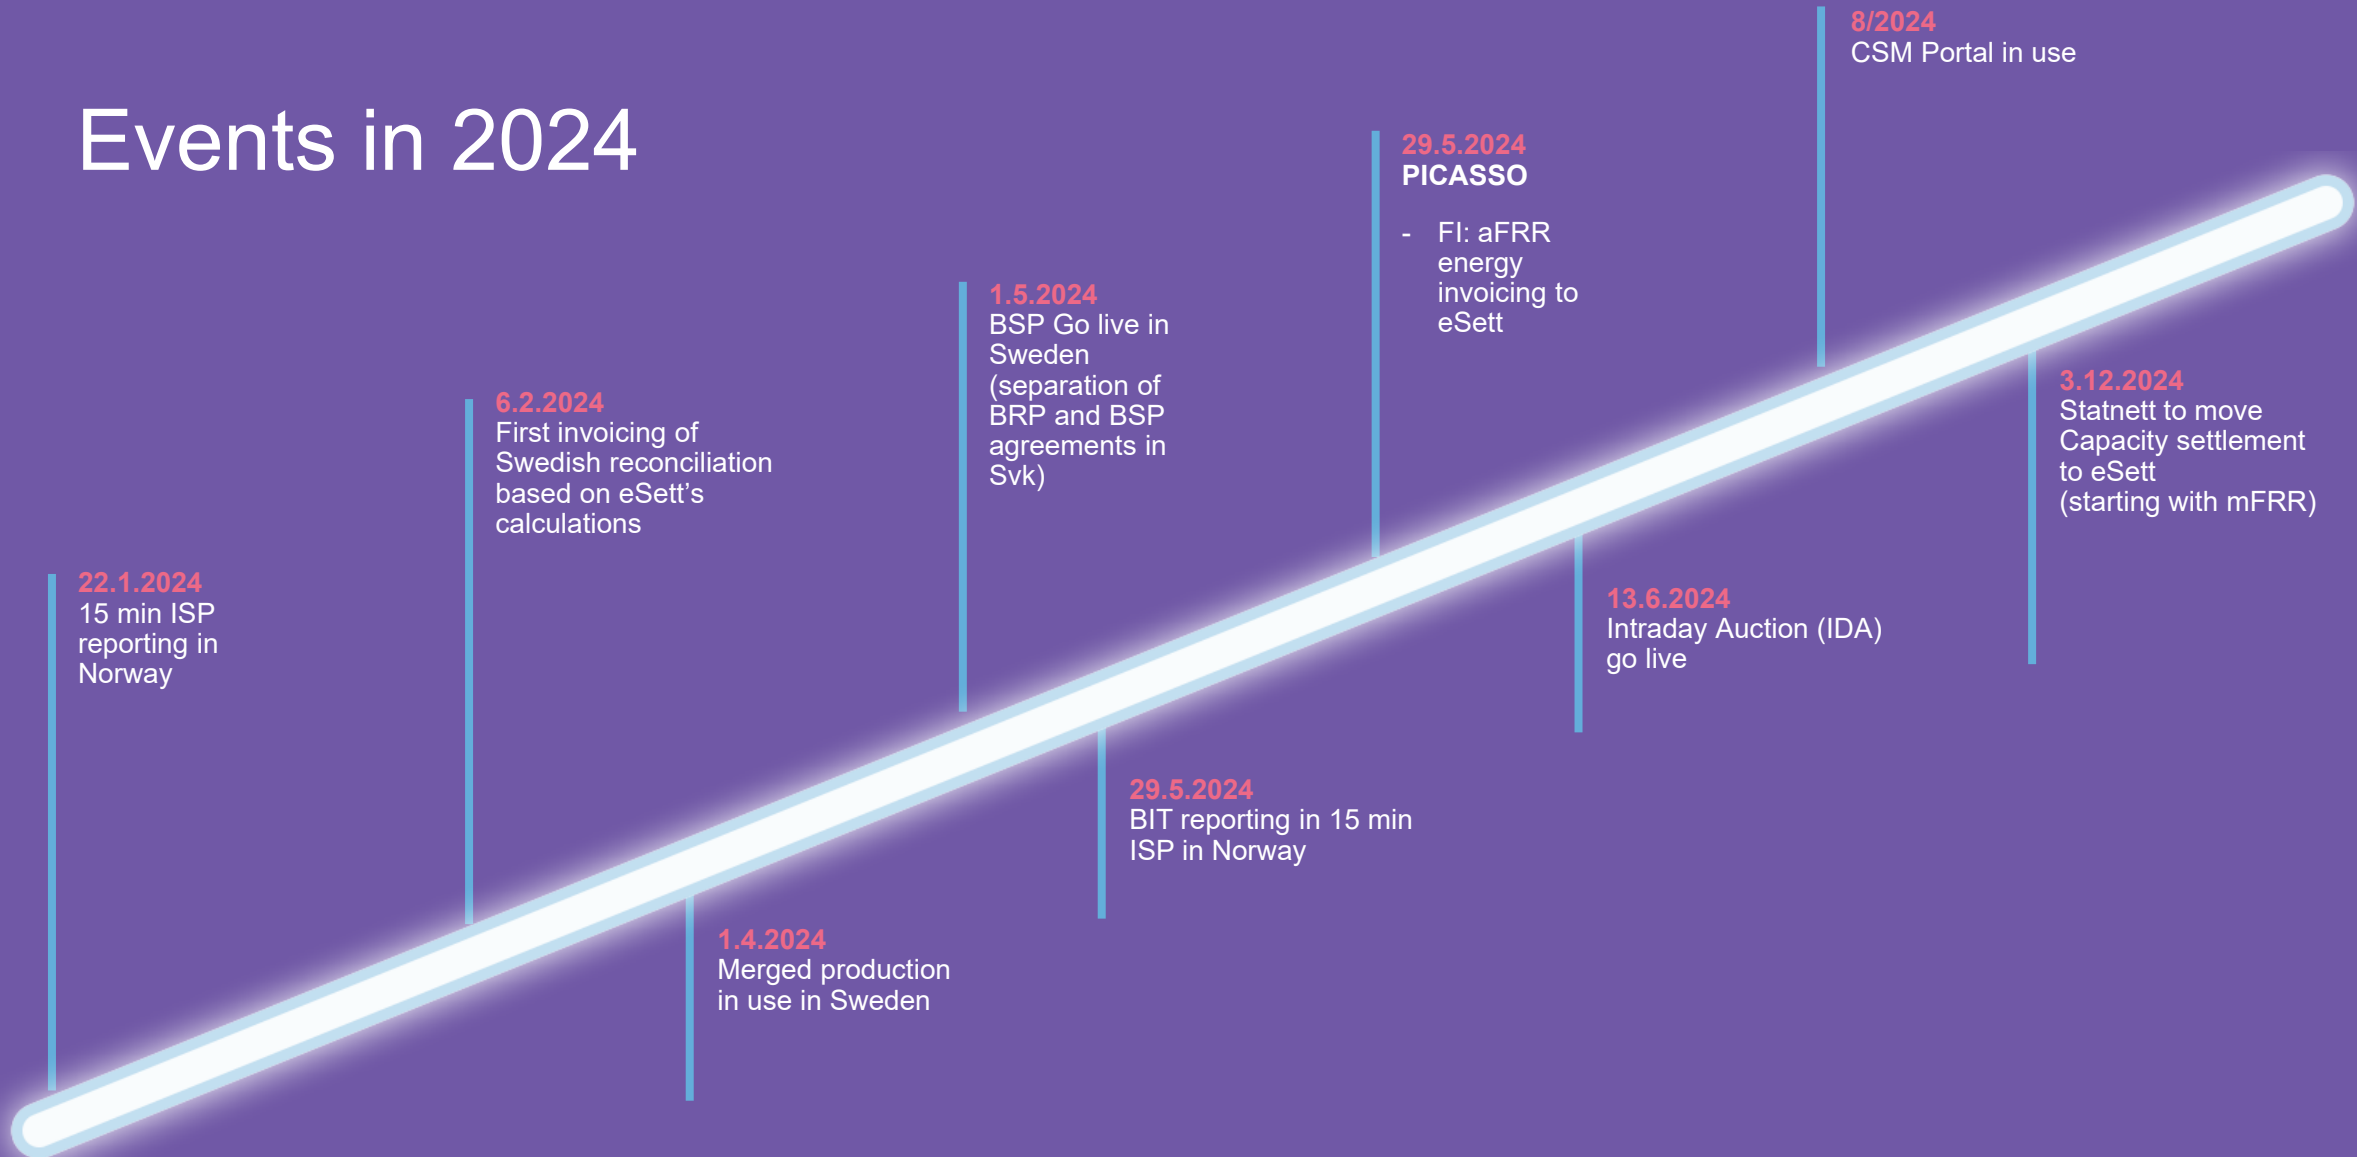 Events in 2024
22.1.2024
15 min ISP
reporting in
Norway
6.2.2024
First invoicing of
Swedish reconciliation
based on eSett’s
calculations
1.4.2024
Merged production
in use in Sweden
1.5.2024
BSP Go live in
Sweden
(separation of
BRP and BSP
agreements in
Svk)
29.5.2024
BIT reporting in 15 min
ISP in Norway
29.5.2024
PICASSO
- FI: aFRR
energy
invoicing to
eSett
13.6.2024
Intraday Auction (IDA)
go live
8/2024
CSM Portal in use
3.12.2024
Statnett to move
Capacity settlement
to eSett
(starting with mFRR)